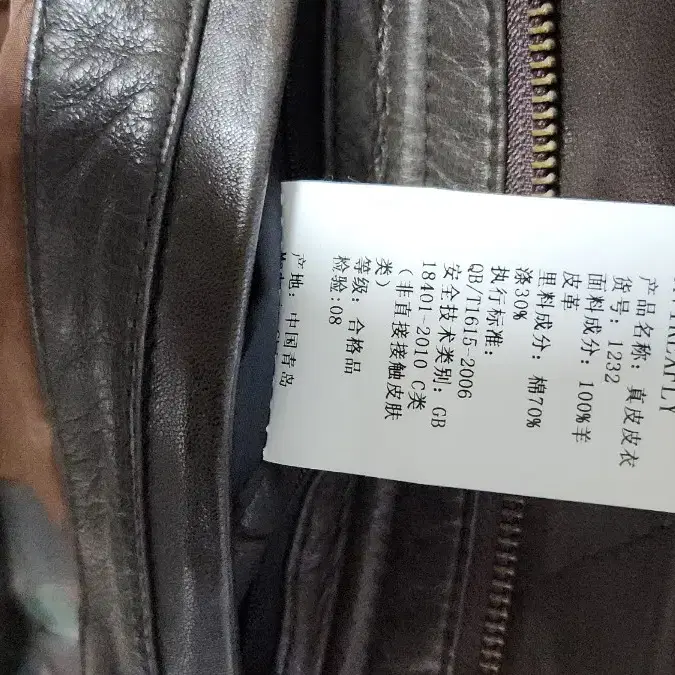 产品名称：真皮皮衣
货号：1232
面料成分：100%羊
皮革
里料成分：棉70%
涤30%
执行标准：
QB/T1615-2006
安全技术类别：GB
18401-2010 C类
（非直接接触皮肤
类）
等级：合格品
检验：08
产地：中国青岛